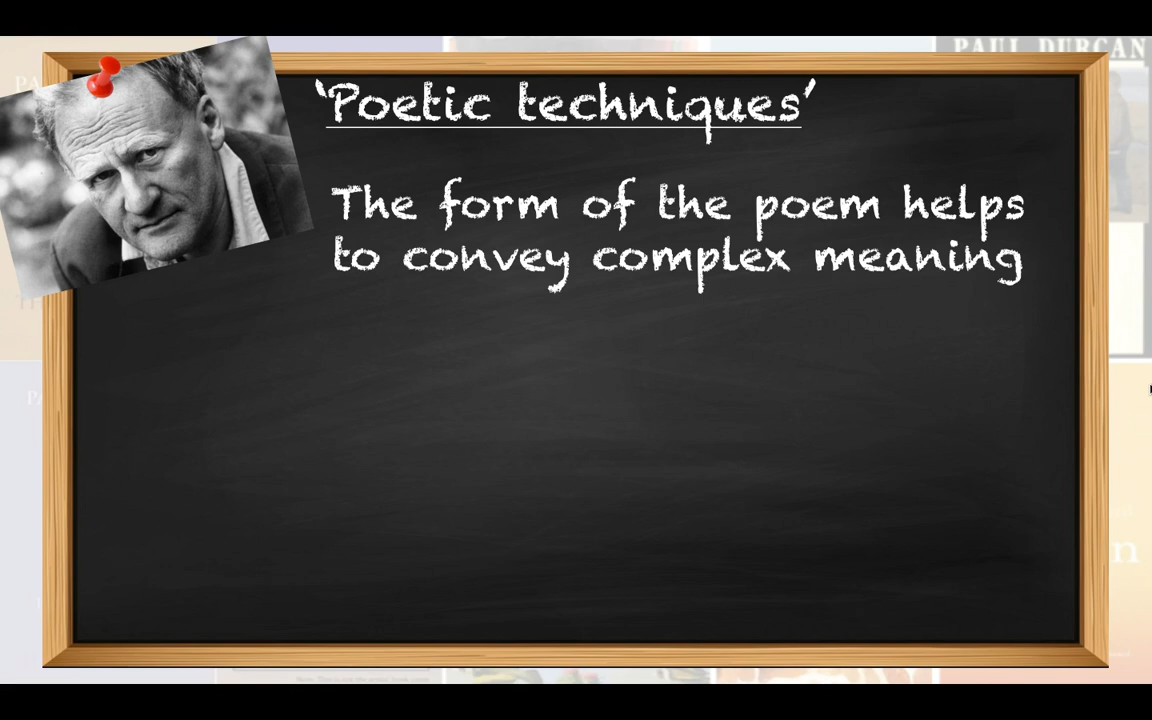 PAUL DURCAN
‘Poetic techniques’
The form of the poem helps
to convey complex meaning